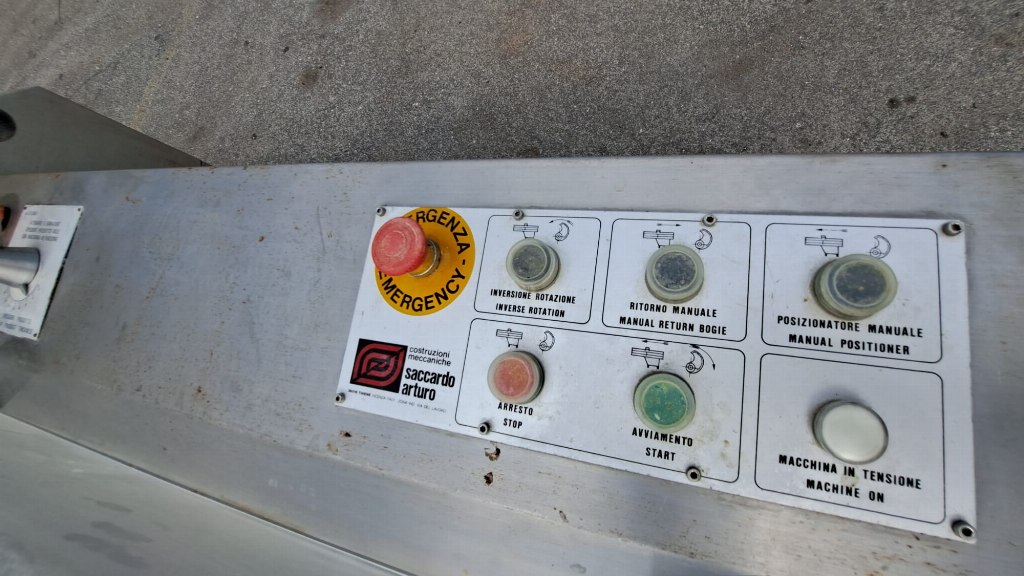 EMERGENZA -
EMERGENCY -
INVERSIONE ROTAZIONE
INVERSE ROTATION
RITORNO MANUALE
MANUAL RETURN BOGIE
POSIZIONATORE MANUALE
MANUAL POSITIONER
costruzioni
meccaniche
saccardo
arturo
ARRESTO
STOP
AVVIAMENTO
START
MACCHINA IN TENSIONE
MACHINE ON